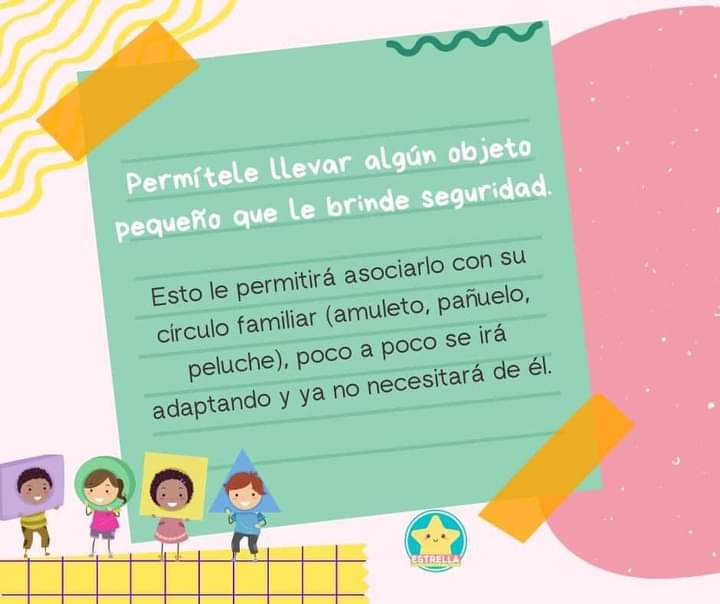 Permítele llevar algún objeto
pequeño que le brinde seguridad.
Esto le permitirá asociarlo con su
círculo familiar (amuleto, pañuelo,
peluche), poco a poco se irá
adaptando y ya no necesitará de él.
ESTRELLA